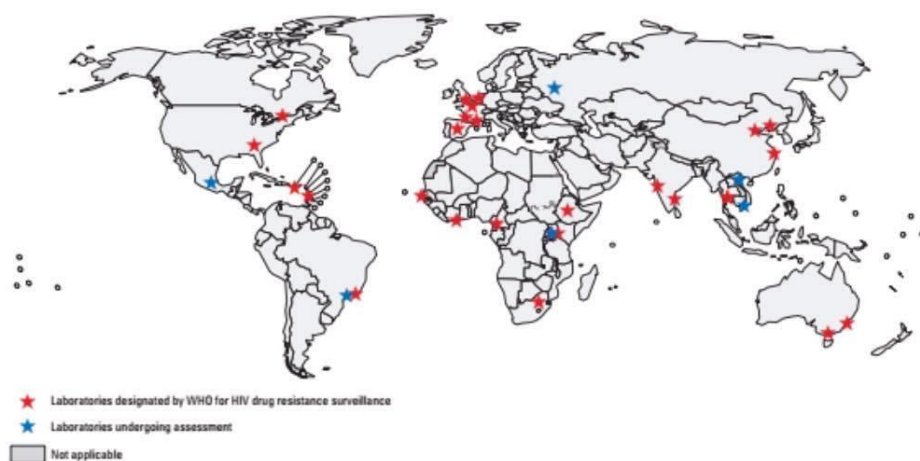 Laboratories designated by WHO for HIV drug resistance surveillance
Laboratories undergoing assessment
Not applicable